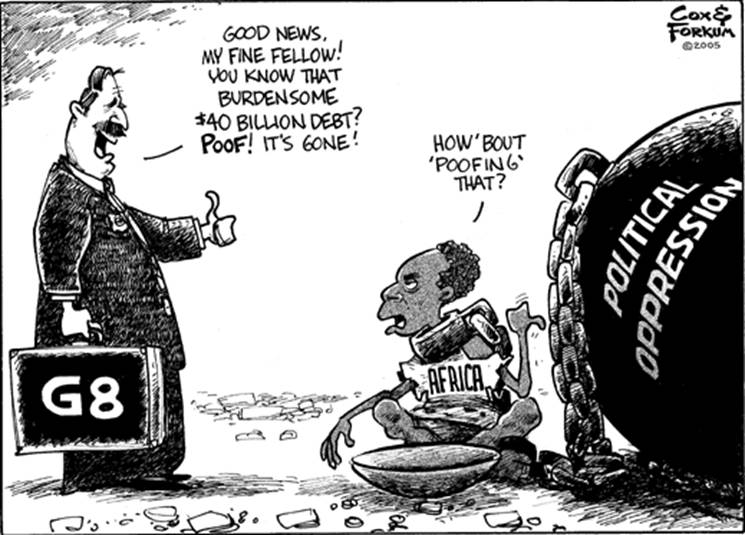 Cox &
FORKUM
©2005
GOOD NEWS,
MY FINE FELLOW!
YOU KNOW THAT
BURDENSOME
$40 BILLION DEBT?
POOF! IT'S GONE!
HOW 'BOUT
'POOFING'
THAT?
POLITICAL
OPPRESSION
AFRICA
G8